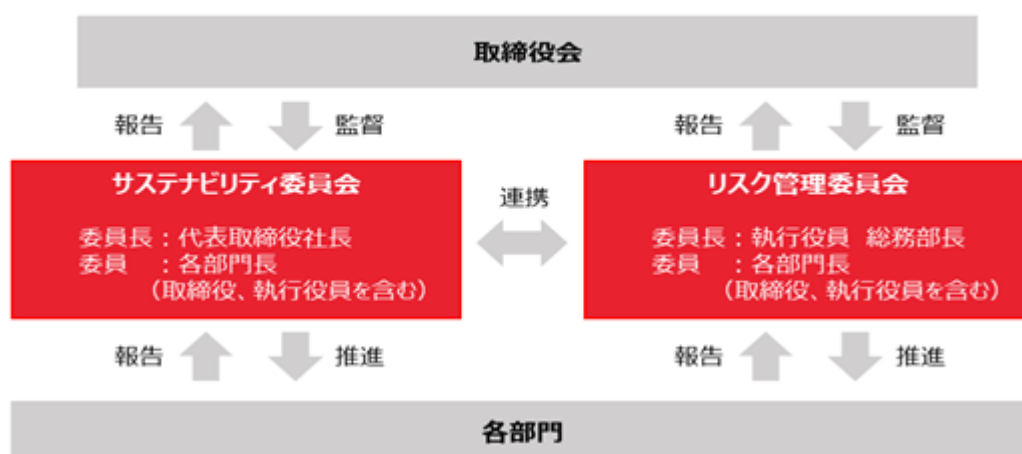 取締役会
報告 監督 報告 監督
サステナビリティ委員会
委員長：代表取締役社長
委員　：各部門長
（取締役、執行役員を含む）
連携
リスク管理委員会
委員長：執行役員 総務部長
委員　：各部門長
（取締役、執行役員を含む）
報告 推進 報告 推進
各部門